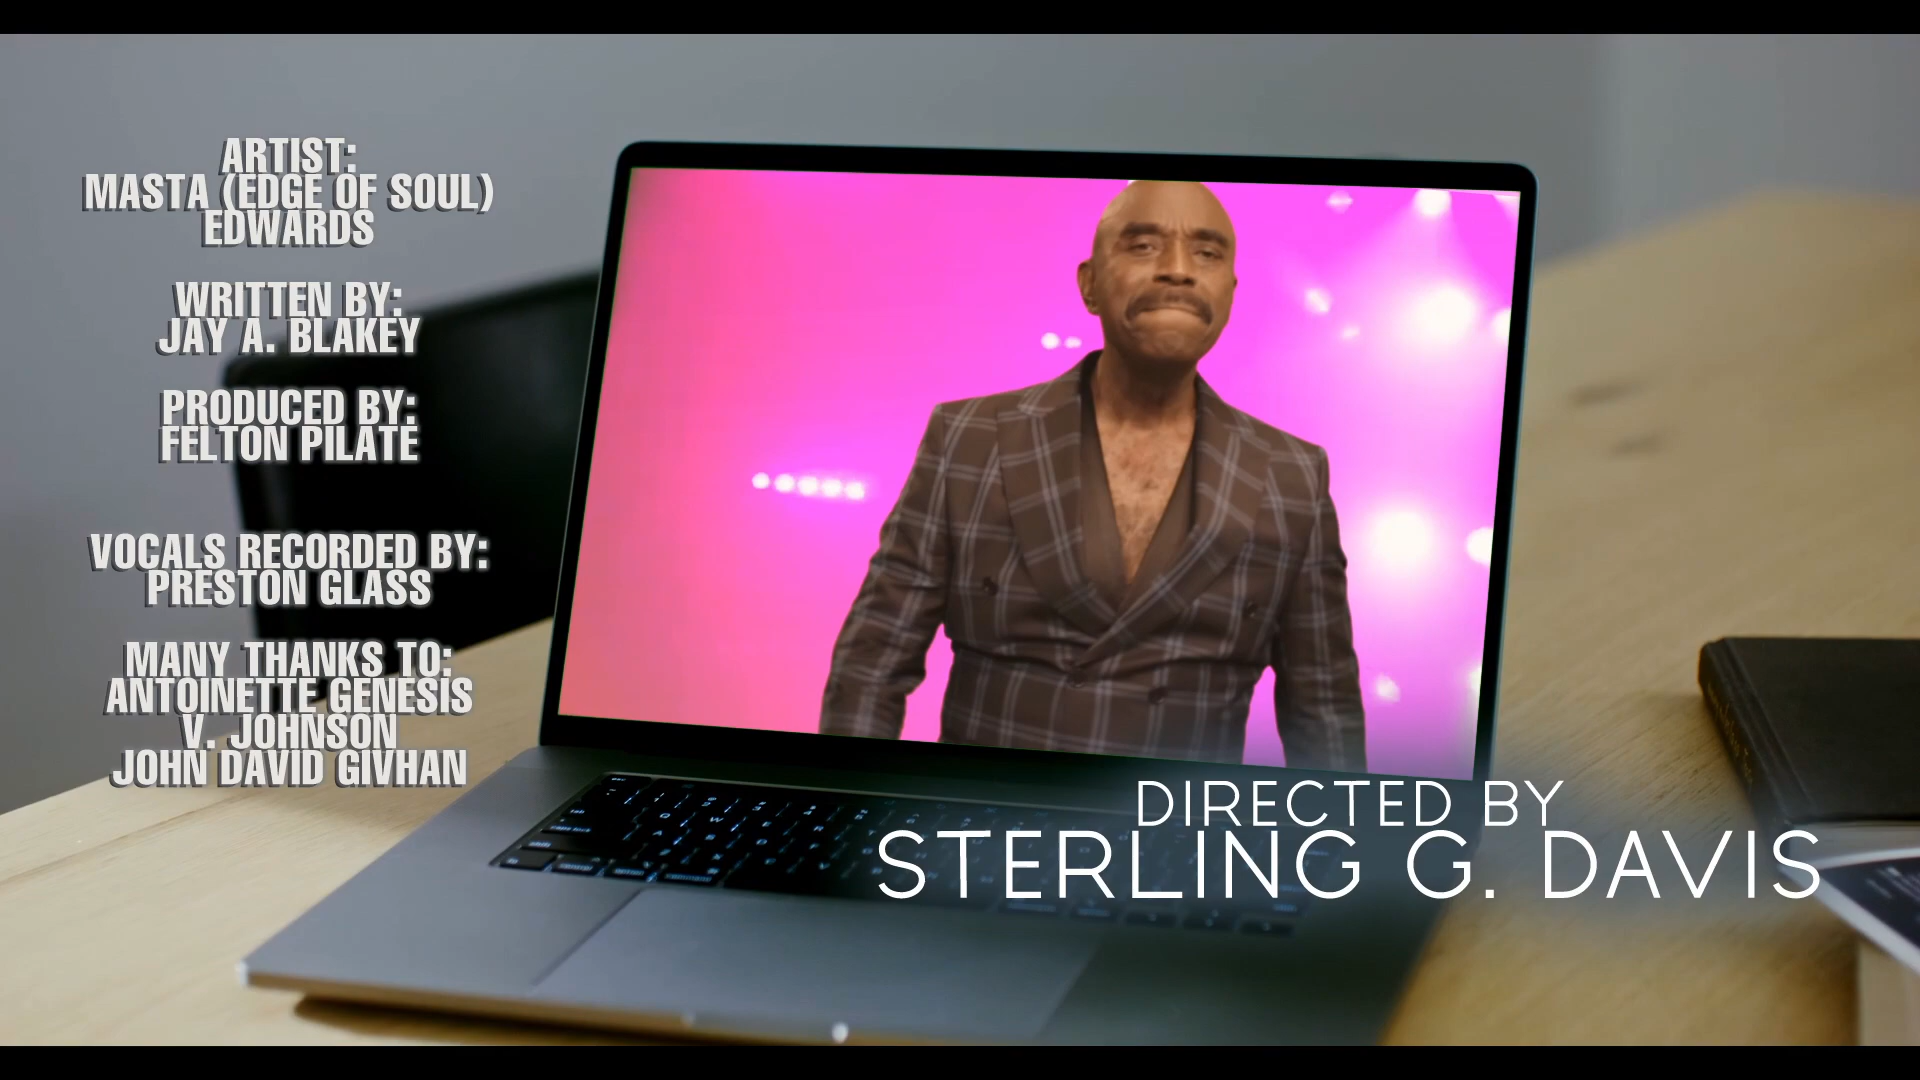 ARTIST:
MASTA (EDGE OF SOUL)
EDWARDS
WRITTEN BY:
JAY A. BLAKEY
PRODUCED BY:
FELTON PILATE
VOCALS RECORDED BY:
PRESTON GLASS
MANY THANKS TO:
ANTOINETTE GENESIS
V. JOHNSON
JOHN DAVID GIVHAN
DIRECTED BY
STERLING G. DAVIS